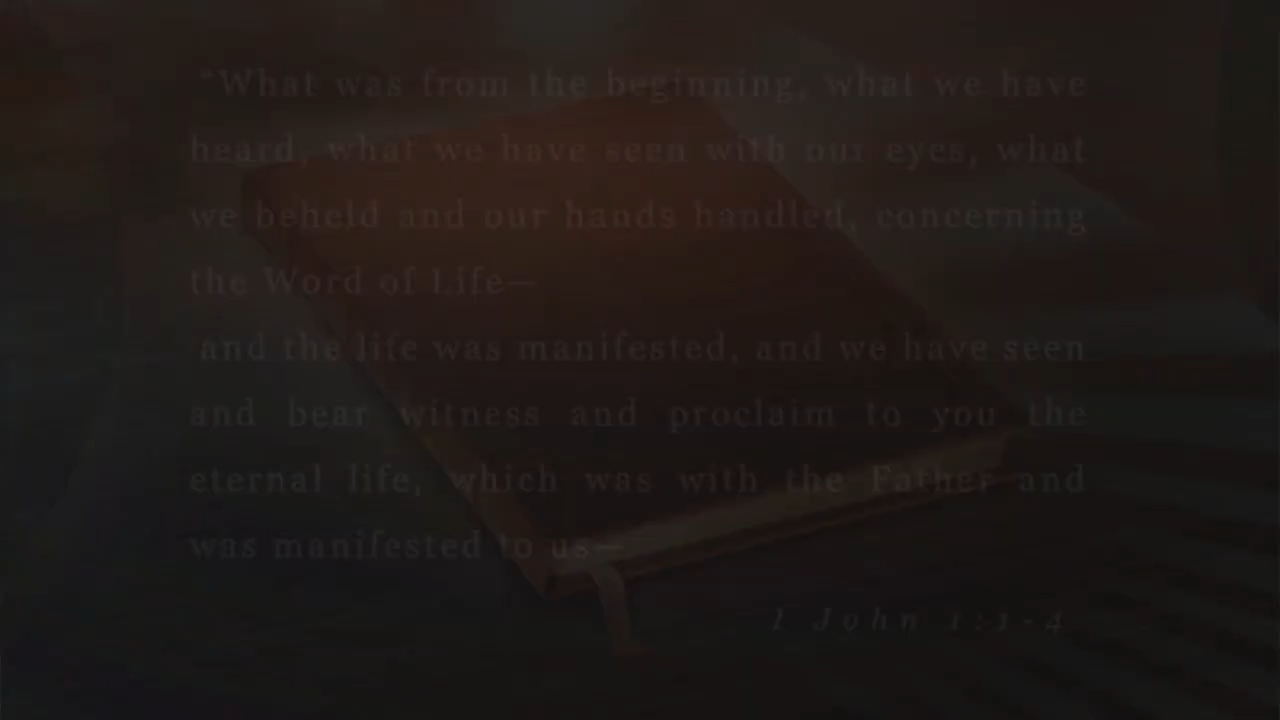 “What was from the beginning, what we have
heard, what we have seen with our eyes, what
we beheld and our hands handled, concerning
the Word of Life—
and the life was manifested, and we have seen
and bear witness and proclaim to you the
eternal life, which was with the Father and
was manifested to us—
1 John 1:1-4